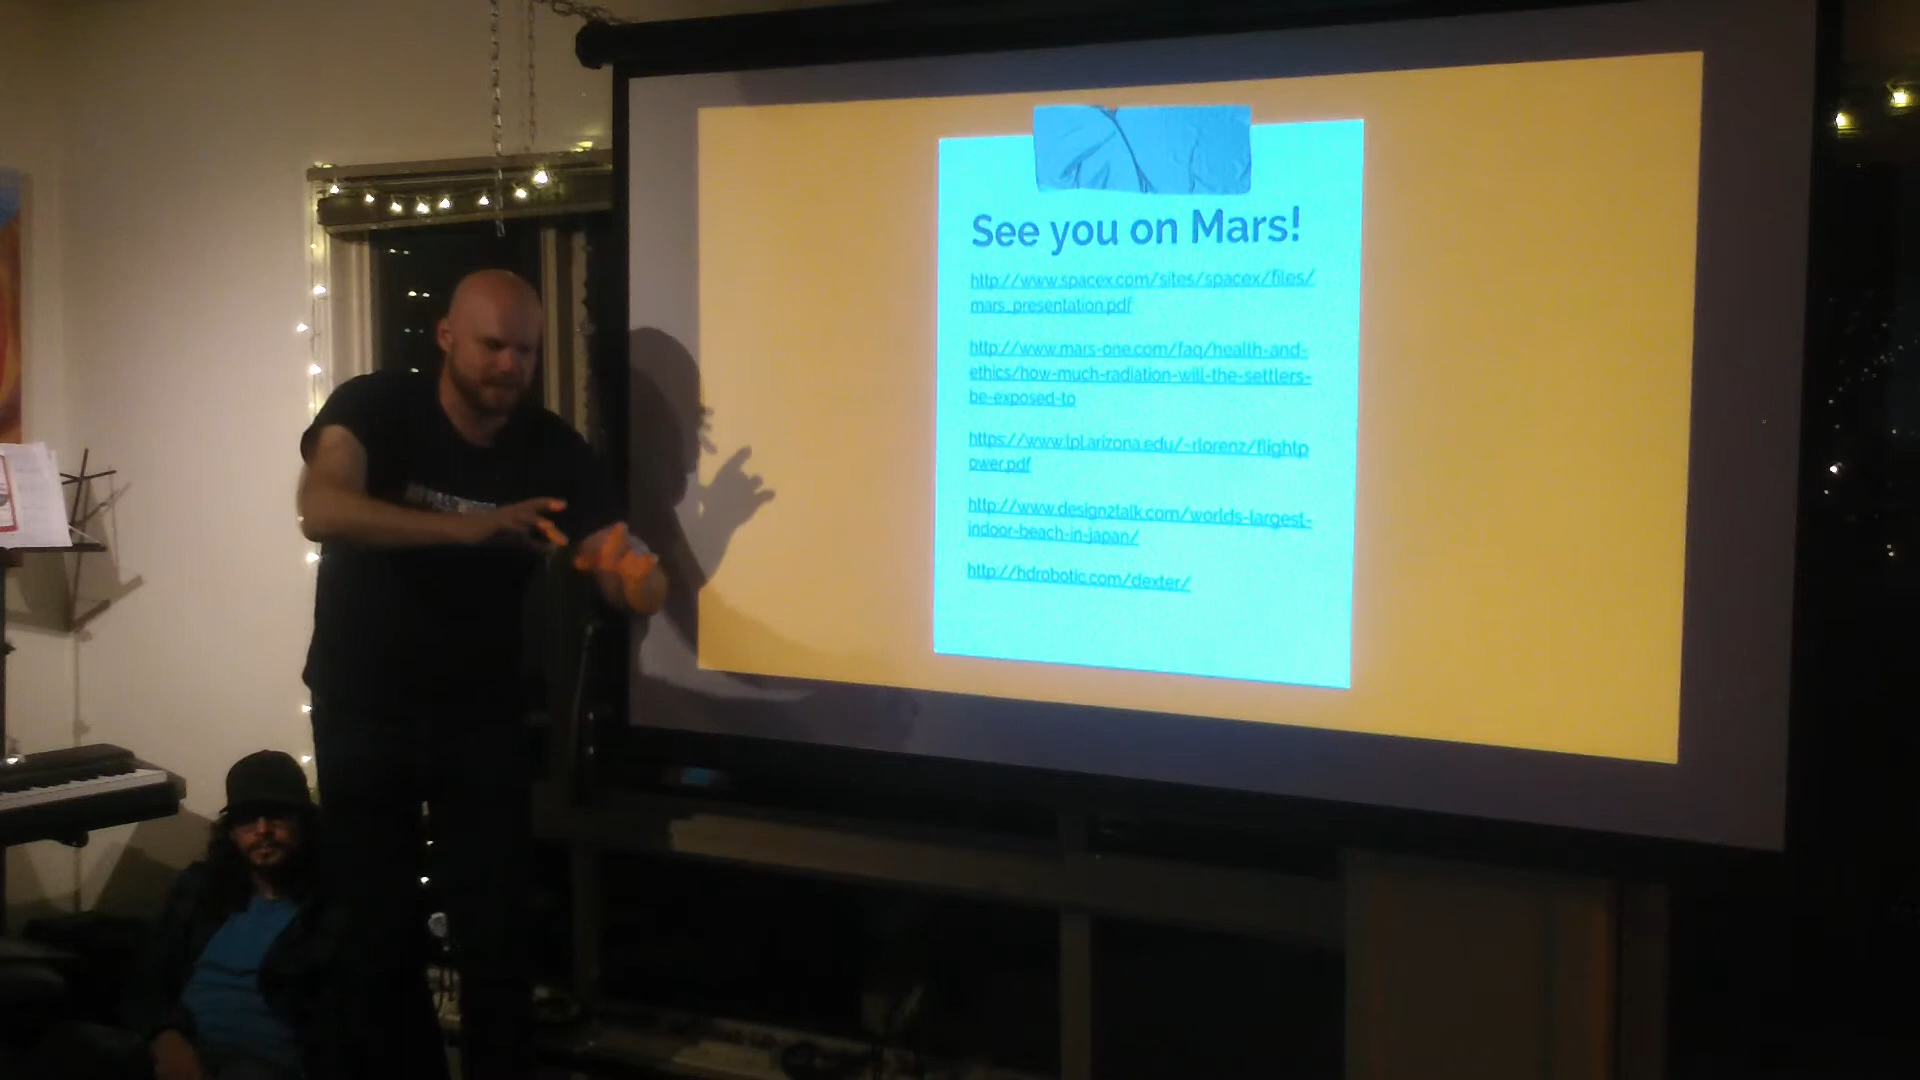 See you on Mars!
http://www.spacex.com/sites/spacex/files/
mars_presentation.pdf
http://www.mars-one.com/faq/health-and-
ethics/how-much-radiation-will-the-settlers-
be-exposed-to
https://www.lpl.arizona.edu/~rlorenz/flightp
ower.pdf
http://www.design2talk.com/worlds-largest-
indoor-beach-in-japan/
http://hdrobotic.com/dexter/